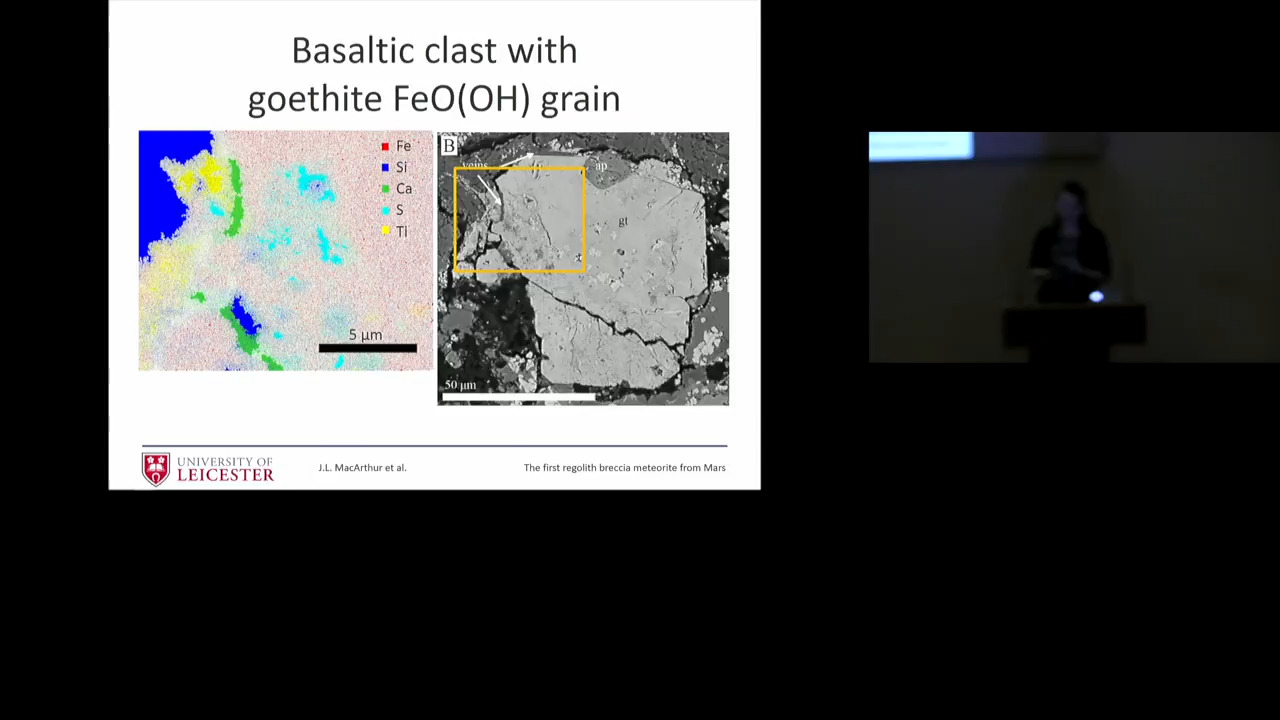 Basaltic clast with
goethite FeO(OH) grain
Fe
Si
Ca
S
Ti
5 µm
B
veins
ap
gt
50 µm
UNIVERSITY OF
LEICESTER
J.L. MacArthur et al.
The first regolith breccia meteorite from Mars